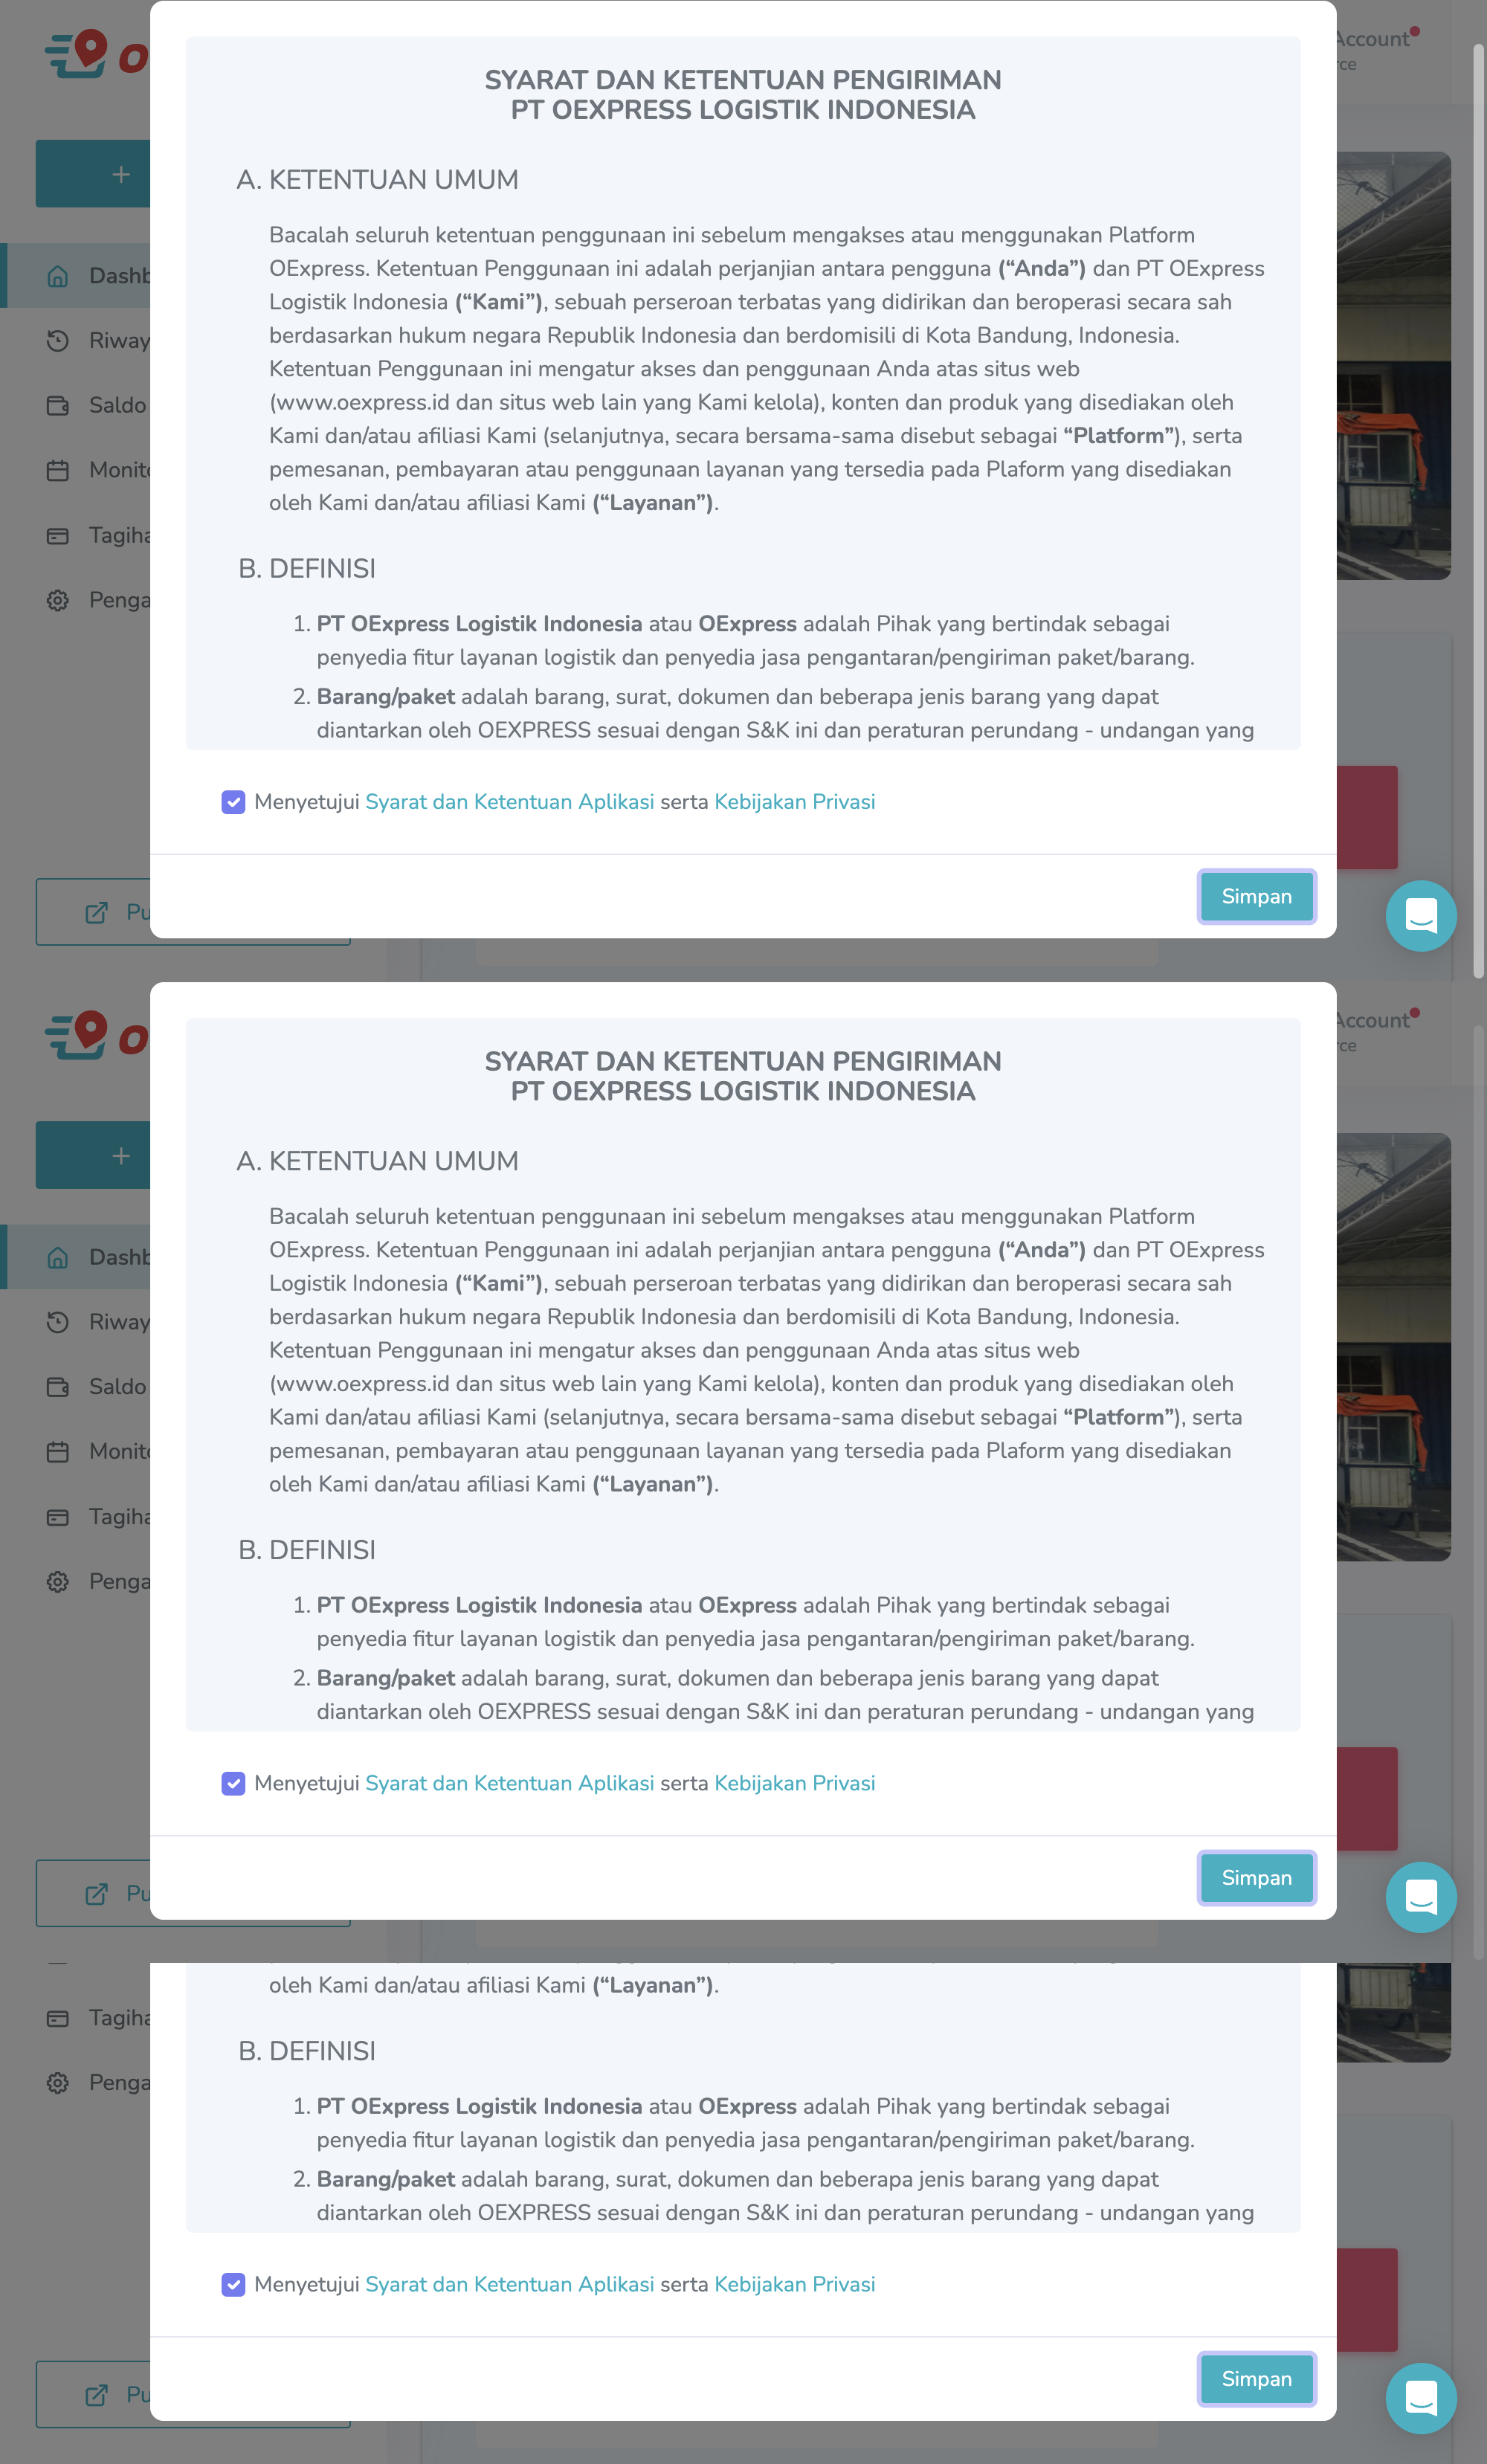 Account
rce
SYARAT DAN KETENTUAN PENGIRIMAN
PT OEXPRESS LOGISTIK INDONESIA
A. KETENTUAN UMUM
Bacalah seluruh ketentuan penggunaan ini sebelum mengakses atau menggunakan Platform
OExpress. Ketentuan Penggunaan ini adalah perjanjian antara pengguna (“Anda”) dan PT OExpress
Logistik Indonesia (“Kami”), sebuah perseroan terbatas yang didirikan dan beroperasi secara sah
berdasarkan hukum negara Republik Indonesia dan berdomisili di Kota Bandung, Indonesia.
Ketentuan Penggunaan ini mengatur akses dan penggunaan Anda atas situs web
(www.oexpress.id dan situs web lain yang Kami kelola), konten dan produk yang disediakan oleh
Kami dan/atau afiliasi Kami (selanjutnya, secara bersama-sama disebut sebagai “Platform”), serta
pemesanan, pembayaran atau penggunaan layanan yang tersedia pada Plaform yang disediakan
oleh Kami dan/atau afiliasi Kami (“Layanan”).
B. DEFINISI
1. PT OExpress Logistik Indonesia atau OExpress adalah Pihak yang bertindak sebagai
penyedia fitur layanan logistik dan penyedia jasa pengantaran/pengiriman paket/barang.
2. Barang/paket adalah barang, surat, dokumen dan beberapa jenis barang yang dapat
diantarkan oleh OEXPRESS sesuai dengan S&K ini dan peraturan perundang - undangan yang
Menyetujui Syarat dan Ketentuan Aplikasi serta Kebijakan Privasi
Simpan
o
+
Dashb
Riway
Saldo
Monito
Tagiha
Penga
Pu
Account
rce
SYARAT DAN KETENTUAN PENGIRIMAN
PT OEXPRESS LOGISTIK INDONESIA
A. KETENTUAN UMUM
Bacalah seluruh ketentuan penggunaan ini sebelum mengakses atau menggunakan Platform
OExpress. Ketentuan Penggunaan ini adalah perjanjian antara pengguna (“Anda”) dan PT OExpress
Logistik Indonesia (“Kami”), sebuah perseroan terbatas yang didirikan dan beroperasi secara sah
berdasarkan hukum negara Republik Indonesia dan berdomisili di Kota Bandung, Indonesia.
Ketentuan Penggunaan ini mengatur akses dan penggunaan Anda atas situs web
(www.oexpress.id dan situs web lain yang Kami kelola), konten dan produk yang disediakan oleh
Kami dan/atau afiliasi Kami (selanjutnya, secara bersama-sama disebut sebagai “Platform”), serta
pemesanan, pembayaran atau penggunaan layanan yang tersedia pada Plaform yang disediakan
oleh Kami dan/atau afiliasi Kami (“Layanan”).
B. DEFINISI
1. PT OExpress Logistik Indonesia atau OExpress adalah Pihak yang bertindak sebagai
penyedia fitur layanan logistik dan penyedia jasa pengantaran/pengiriman paket/barang.
2. Barang/paket adalah barang, surat, dokumen dan beberapa jenis barang yang dapat
diantarkan oleh OEXPRESS sesuai dengan S&K ini dan peraturan perundang - undangan yang
Menyetujui Syarat dan Ketentuan Aplikasi serta Kebijakan Privasi
Simpan
o
+
Dashb
Riway
Saldo
Monito
Tagiha
Penga
Pu
oleh Kami dan/atau afiliasi Kami (“Layanan”).
B. DEFINISI
1. PT OExpress Logistik Indonesia atau OExpress adalah Pihak yang bertindak sebagai
penyedia fitur layanan logistik dan penyedia jasa pengantaran/pengiriman paket/barang.
2. Barang/paket adalah barang, surat, dokumen dan beberapa jenis barang yang dapat
diantarkan oleh OEXPRESS sesuai dengan S&K ini dan peraturan perundang - undangan yang
Menyetujui Syarat dan Ketentuan Aplikasi serta Kebijakan Privasi
Simpan
Tagiha
Penga
Pu